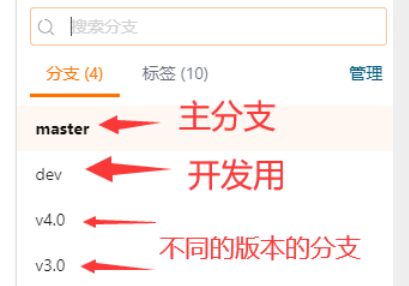 搜索分支
分支 (4) 标签 (10) 管理
master 主分支
dev 开发用
v4.0
不同的版本的分支
v3.0